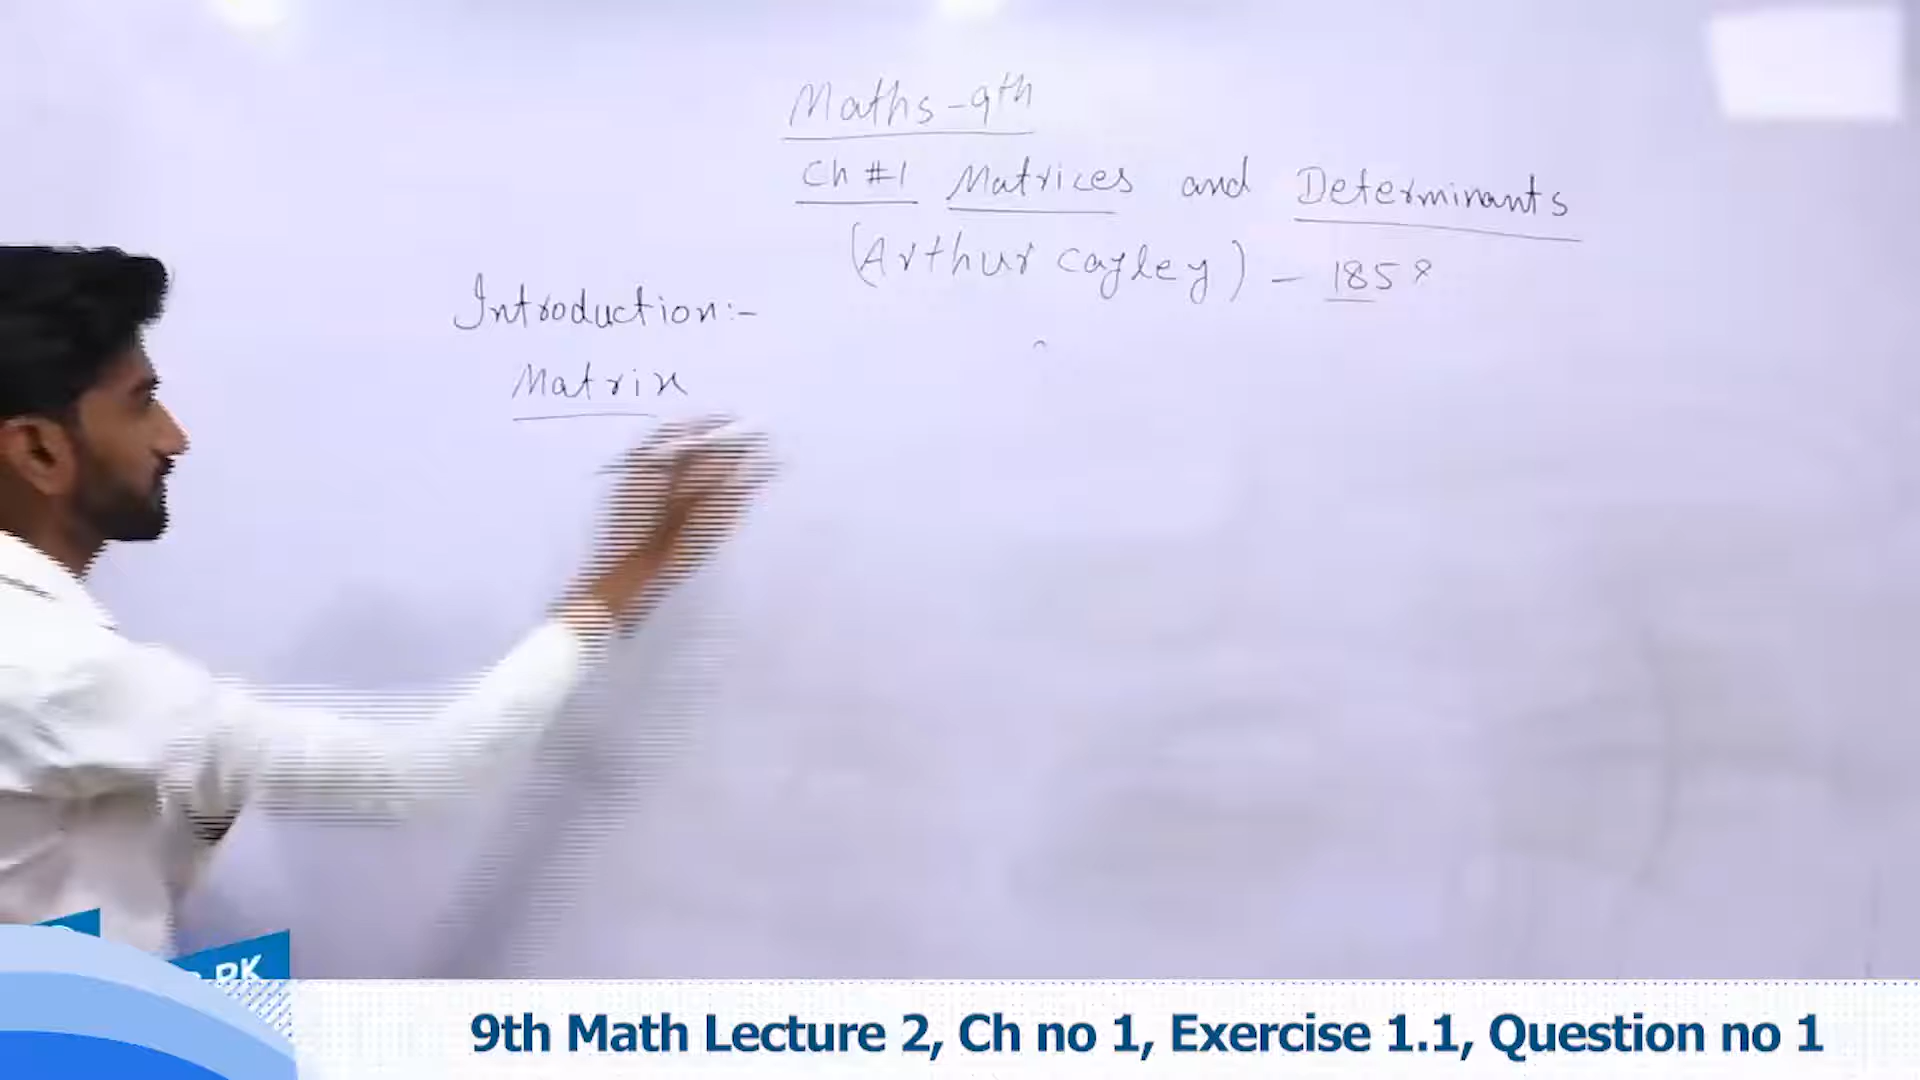 Maths-9th
Ch #1 Matrices and Determinants
(Arthur Cayley) - 1858
Introduction:-
Matrix
.PK
9th Math Lecture 2, Ch no 1, Exercise 1.1, Question no 1